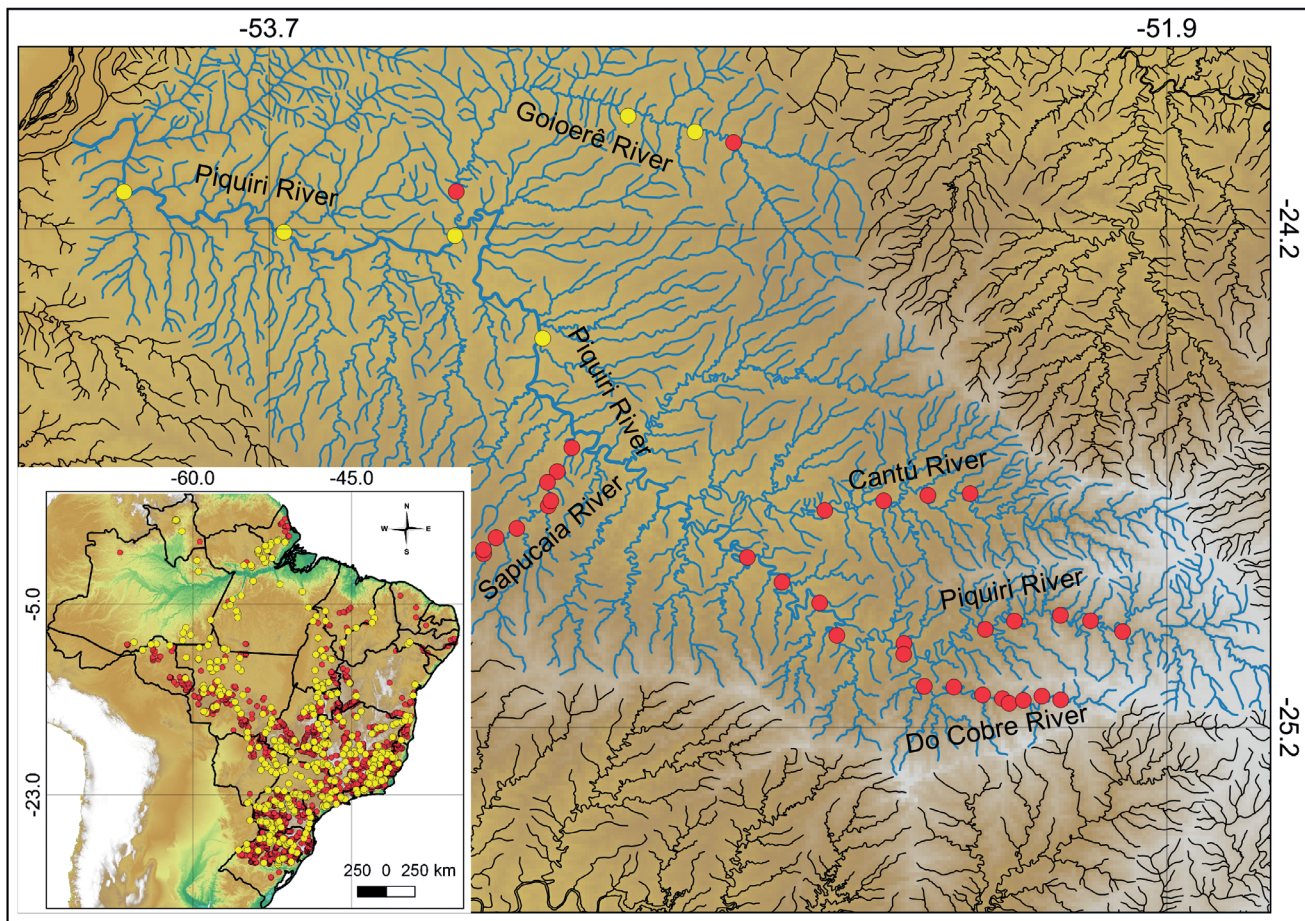 -53.7
-51.9
Goioerê River
Piquiri River
-24.2
Piquiri River
Cantú River
Sapucaia River
Piquiri River
Do Cobre River
-25.2
-60.0
-45.0
N
W
E
S
-5.0
-23.0
250 0 250 km